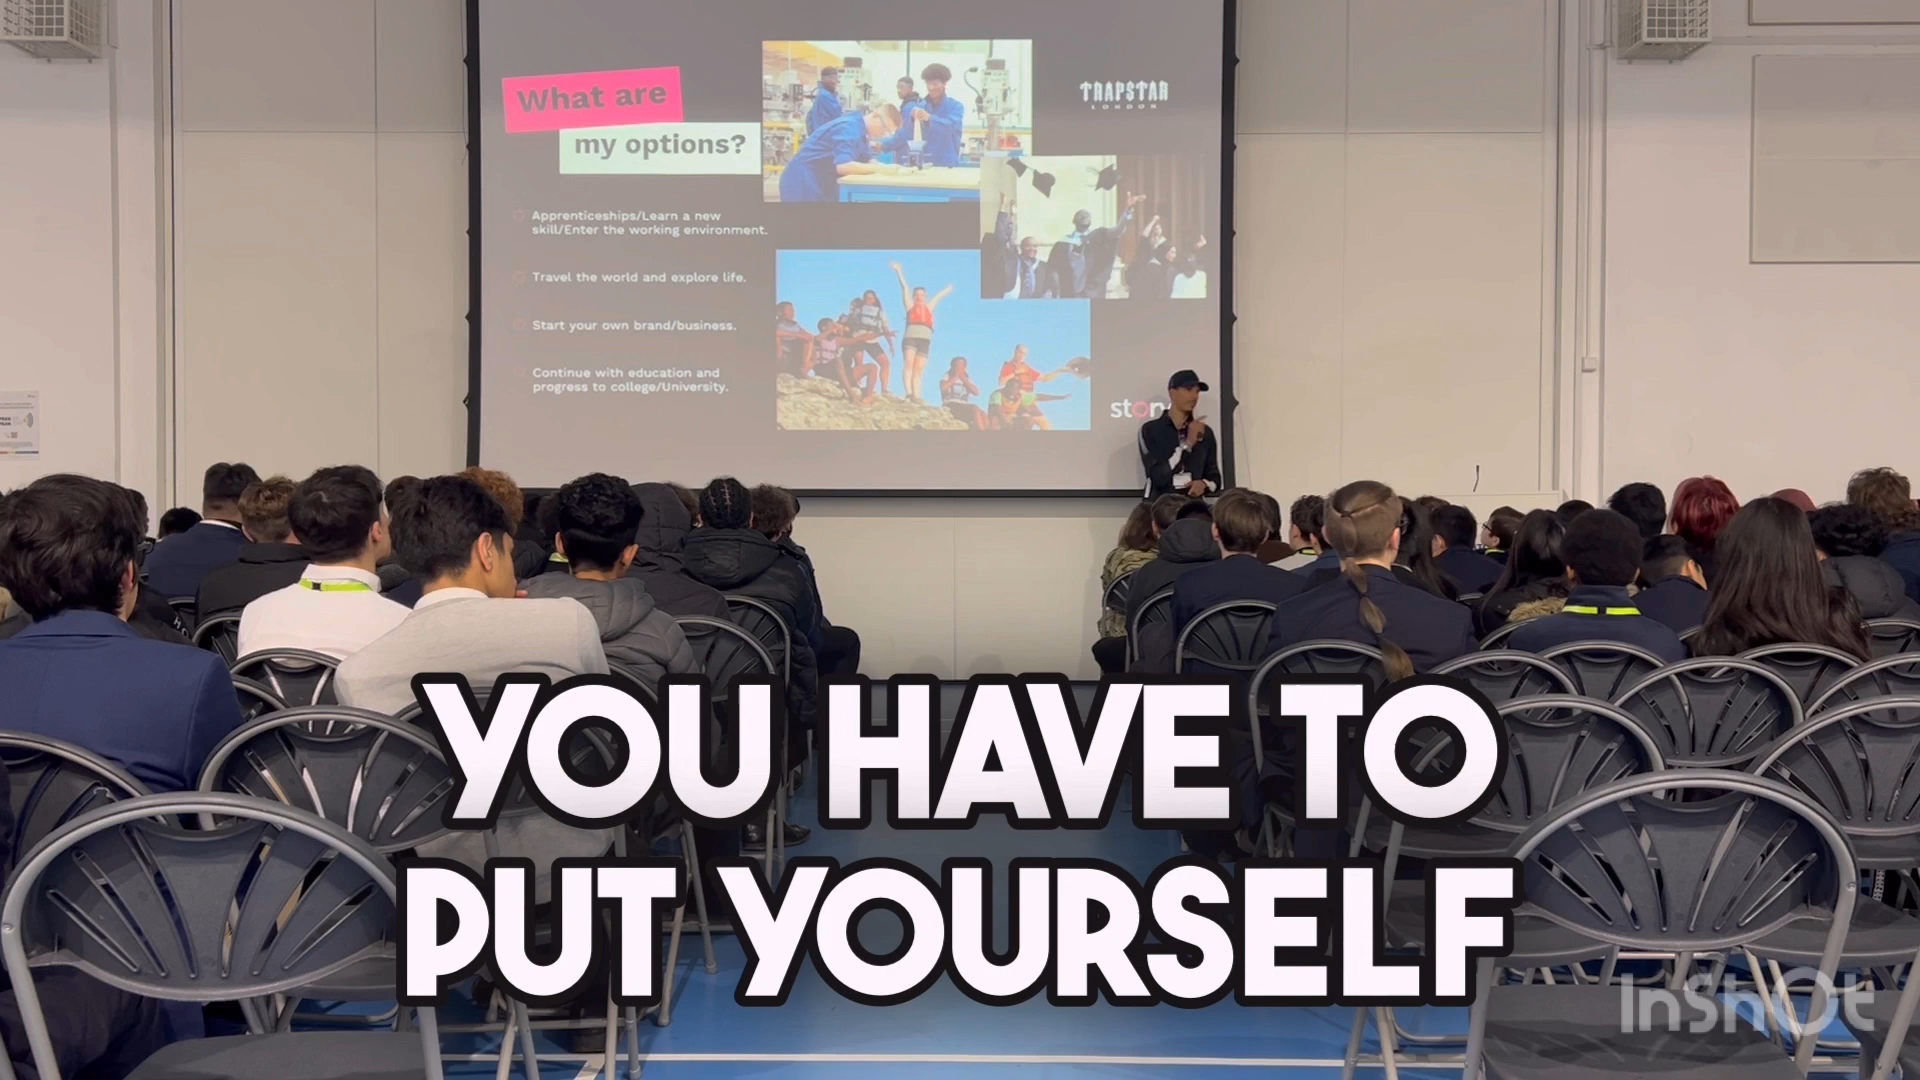 What are
my options?
TRAPSTAR
LONDON
Apprenticeships/Learn a new
skill/Enter the working environment.
Travel the world and explore life.
Start your own brand/business.
Continue with education and
progress to college/University.
YOU HAVE TO
PUT YOURSELF
InShOt